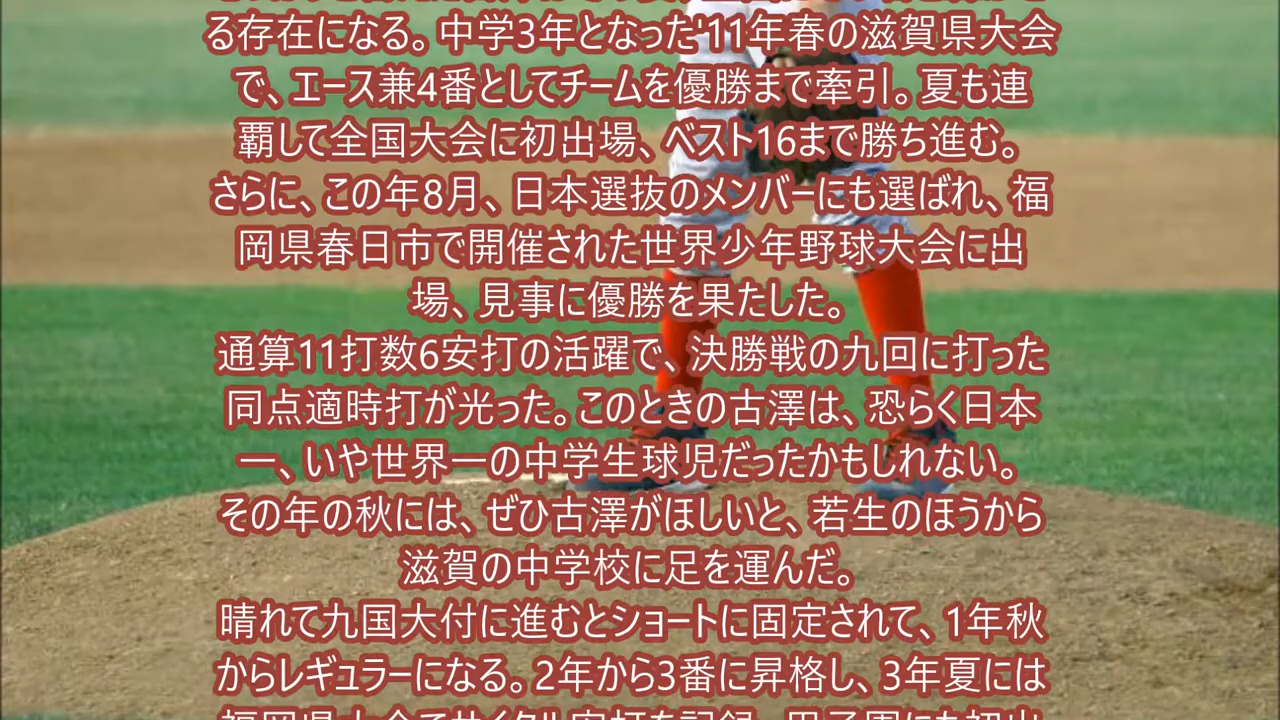 る存在になる。中学3年となった'11年春の滋賀県大会
で、エース兼4番としてチームを優勝まで牽引。夏も連
覇して全国大会に初出場、ベスト16まで勝ち進む。
さらに、この年8月、日本選抜のメンバーにも選ばれ、福
岡県春日市で開催された世界少年野球大会に出
場、見事に優勝を果たした。
通算11打数6安打の活躍で、決勝戦の九回に打った
同点適時打が光った。このときの古澤は、恐らく日本
一、いや世界一の中学生球児だったかもしれない。
その年の秋には、ぜひ古澤がほしいと、若生のほうから
滋賀の中学校に足を運んだ。
晴れて九国大付に進むとショートに固定されて、1年秋
からレギュラーになる。2年から3番に昇格し、3年夏には